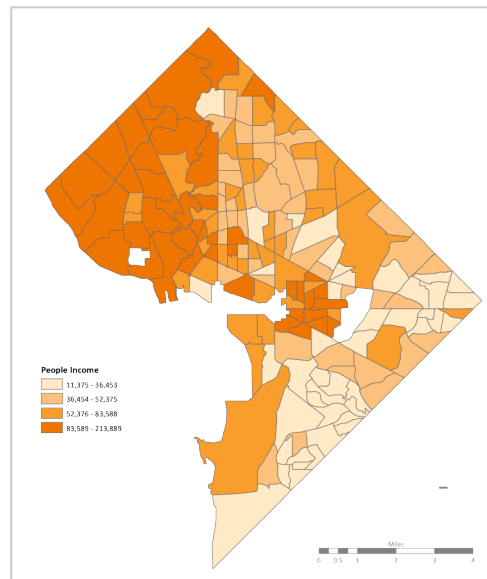 People Income
11,375 - 36,453
36,454 - 52,375
52,376 - 83,588
83,589 - 213,889
Miles
0 0.5 1 2 3 4